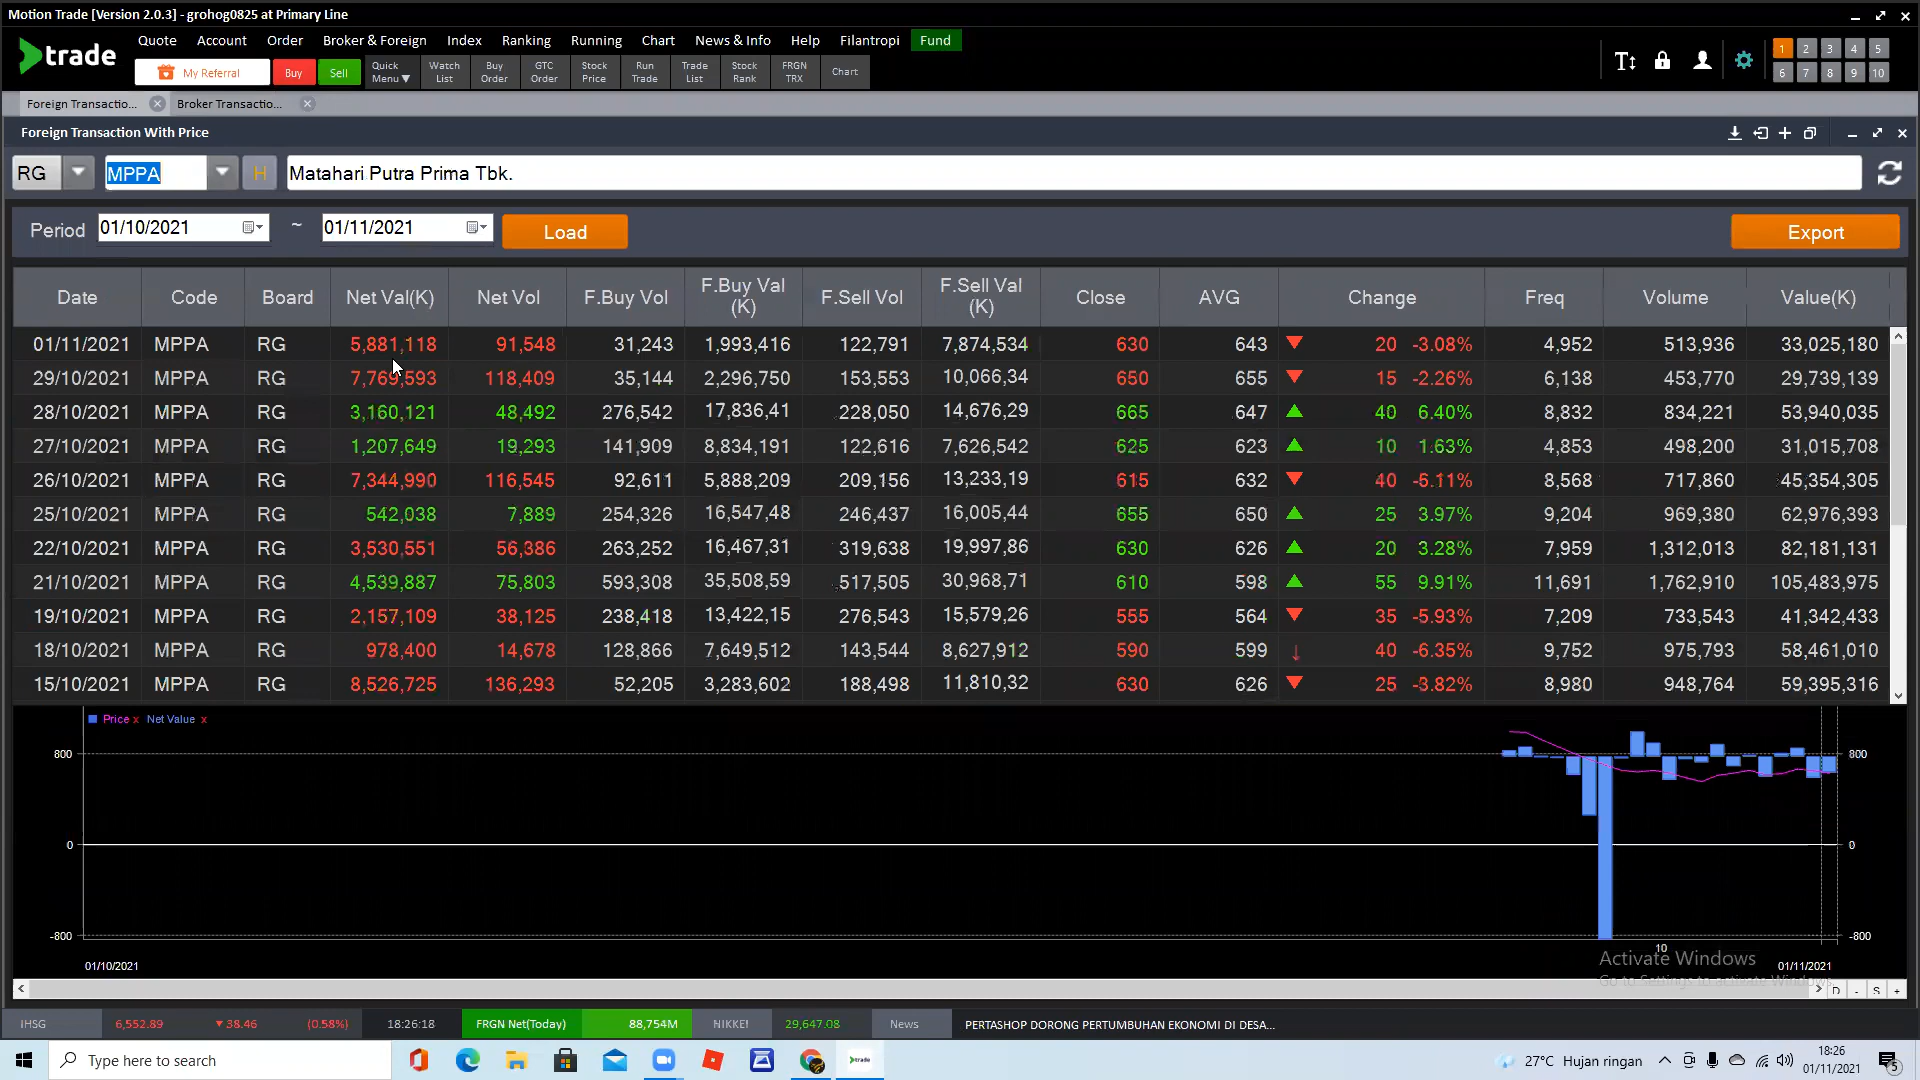 Motion Trade [Version 2.0.3] - grohog0825 at Primary Line
trade
Quote Account Order Broker & Foreign Index Ranking Running Chart News & Info Help Filantropi Fund
My Referral Buy Sell Quick Menu▼ Watch List Buy Order GTC Order Stock Price Run Trade Trade List Stock Rank FRGN TRX Chart
1 2 3 4 5
6 7 8 9 10
Foreign Transactio... Broker Transactio...
Foreign Transaction With Price
RG MPPA H Matahari Putra Prima Tbk.
Period 01/10/2021 ~ 01/11/2021 Load Export
Date Code Board Net Val(K) Net Vol F.Buy Vol F.Buy Val (K) F.Sell Vol F.Sell Val (K) Close AVG Change Freq Volume Value(K)
01/11/2021 MPPA RG 5,881,118 91,548 31,243 1,993,416 122,791 7,874,534 630 643 ▼ 20 -3.08% 4,952 513,936 33,025,180
29/10/2021 MPPA RG 7,769,593 118,409 35,144 2,296,750 153,553 10,066,34 650 655 ▼ 15 -2.26% 6,138 453,770 29,739,139
28/10/2021 MPPA RG 3,160,121 48,492 276,542 17,836,41 228,050 14,676,29 665 647 ▲ 40 6.40% 8,832 834,221 53,940,035
27/10/2021 MPPA RG 1,207,649 19,293 141,909 8,834,191 122,616 7,626,542 625 623 ▲ 10 1.63% 4,853 498,200 31,015,708
26/10/2021 MPPA RG 7,344,990 116,545 92,611 5,888,209 209,156 13,233,19 615 632 ▼ 40 -6.11% 8,568 717,860 45,354,305
25/10/2021 MPPA RG 542,038 7,889 254,326 16,547,48 246,437 16,005,44 655 650 ▲ 25 3.97% 9,204 969,380 62,976,393
22/10/2021 MPPA RG 3,530,551 56,386 263,252 16,467,31 319,638 19,997,86 630 626 ▲ 20 3.28% 7,959 1,312,013 82,181,131
21/10/2021 MPPA RG 4,539,887 75,803 593,308 35,508,59 517,505 30,968,71 610 598 ▲ 55 9.91% 11,691 1,762,910 105,483,975
19/10/2021 MPPA RG 2,157,109 38,125 238,418 13,422,15 276,543 15,579,26 555 564 ▼ 35 -5.93% 7,209 733,543 41,342,433
18/10/2021 MPPA RG 978,400 14,678 128,866 7,649,512 143,544 8,627,912 590 599 ↓ 40 -6.35% 9,752 975,793 58,461,010
15/10/2021 MPPA RG 8,526,725 136,293 52,205 3,283,602 188,498 11,810,32 630 626 ▼ 25 -3.82% 8,980 948,764 59,395,316
Price x Net Value x
800 800
0 0
-800 -800
10
01/10/2021 01/11/2021
Activate Windows
Go to Settings to activate Windows.
D - S +
IHSG 6,552.89 ▼38.46 (0.58%) 18:26:18 FRGN Net(Today) 88,754M NIKKEI 29,647.08 News PERTASHOP DORONG PERTUMBUHAN EKONOMI DI DESA...
Type here to search trade 27°C Hujan ringan 18:26
01/11/2021 5